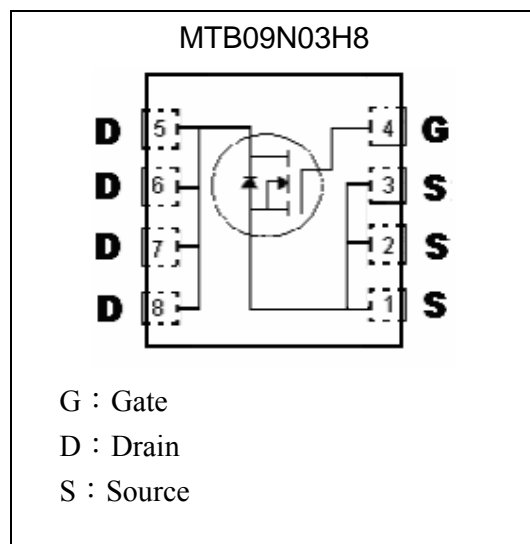 MTB09N03H8
D 5 4 G
D 6 3 S
D 7 2 S
D 8 1 S
G：Gate
D：Drain
S：Source